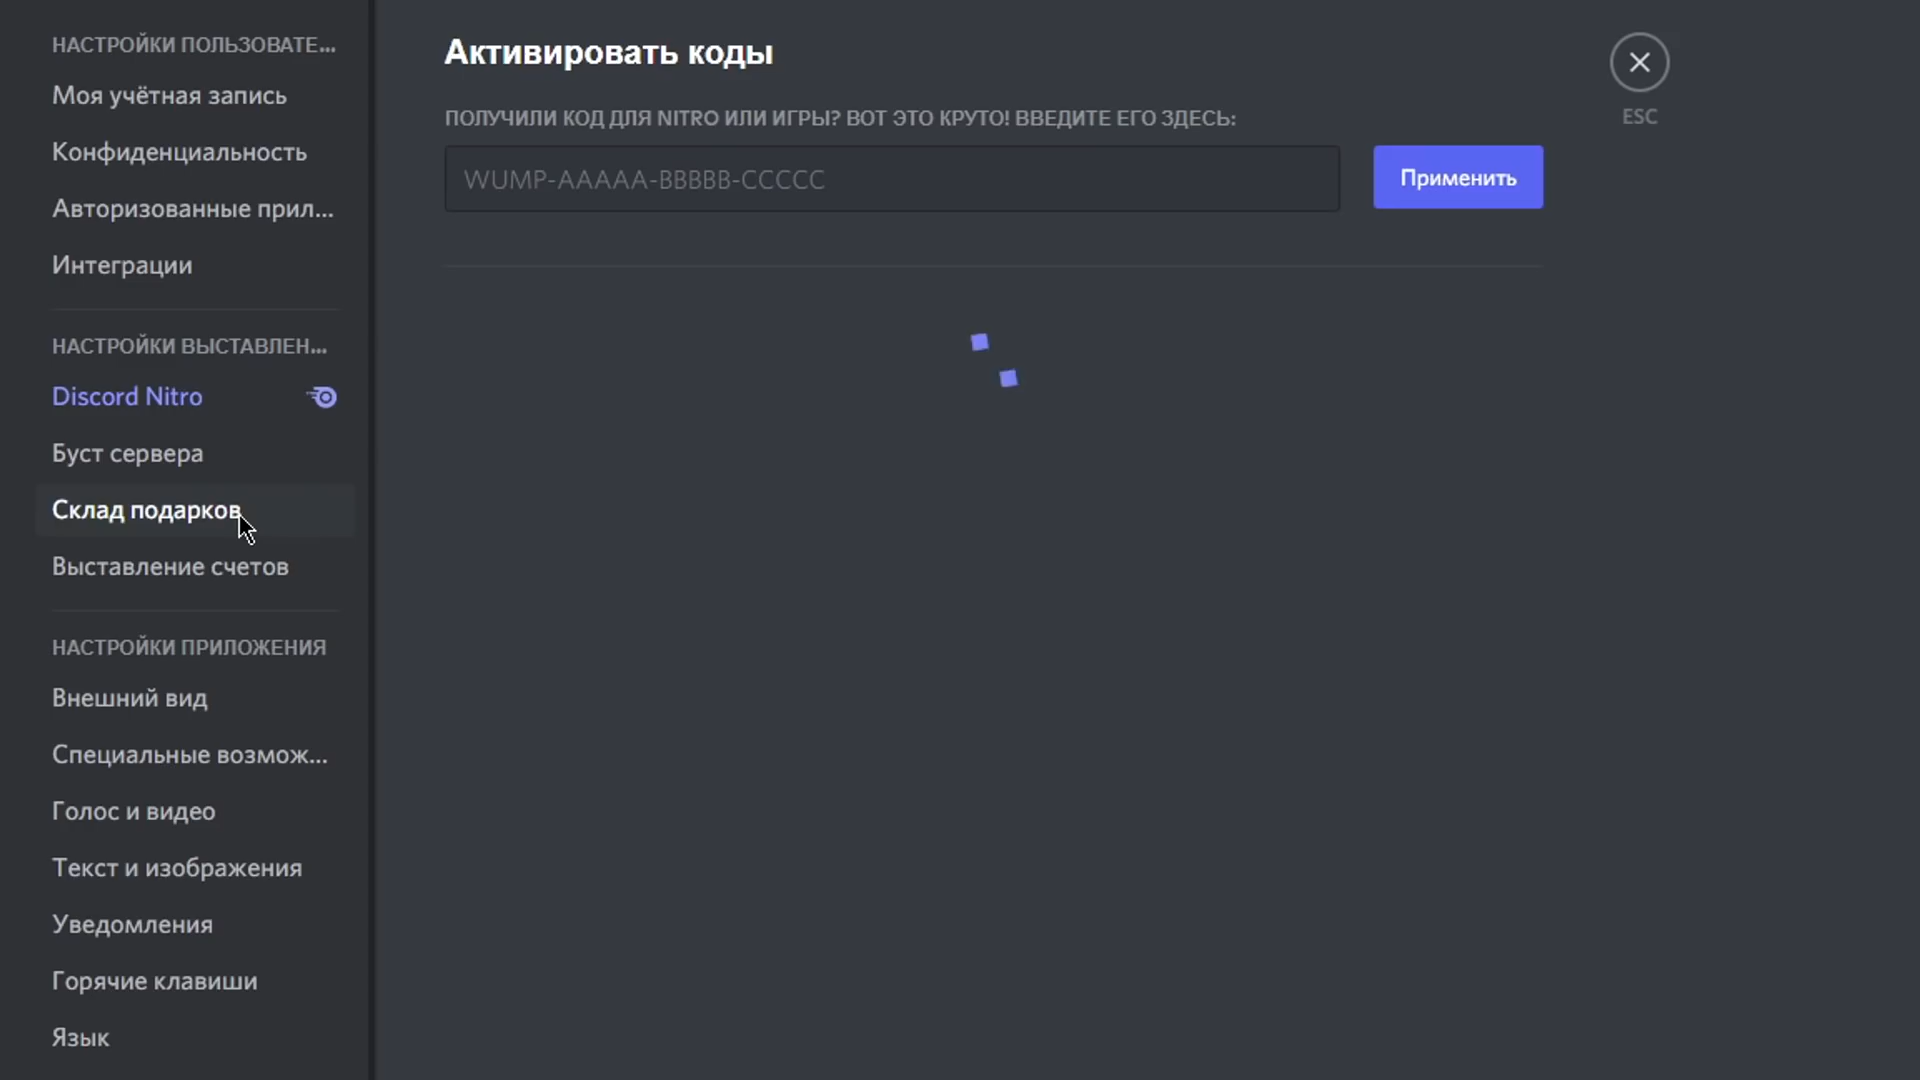 НАСТРОЙКИ ПОЛЬЗОВАТЕ...
Моя учётная запись
Конфиденциальность
Авторизованные прил...
Интеграции
НАСТРОЙКИ ВЫСТАВЛЕН...
Discord Nitro
Буст сервера
Склад подарков
Выставление счетов
НАСТРОЙКИ ПРИЛОЖЕНИЯ
Внешний вид
Специальные возмож...
Голос и видео
Текст и изображения
Уведомления
Горячие клавиши
Язык
Активировать коды
ПОЛУЧИЛИ КОД ДЛЯ NITRO ИЛИ ИГРЫ? ВОТ ЭТО КРУТО! ВВЕДИТЕ ЕГО ЗДЕСЬ:
WUMP-AAAAA-BBBBB-CCCCC
Применить
ESC